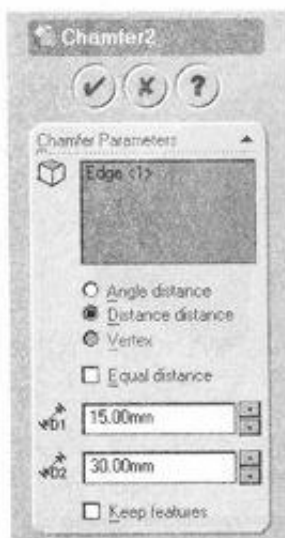 Chamfer2
?
Chamfer Parameters
Edge <1>
Angle distance
Distance distance
Vertex
Equal distance
D1 15.00mm
D2 30.00mm
Keep features